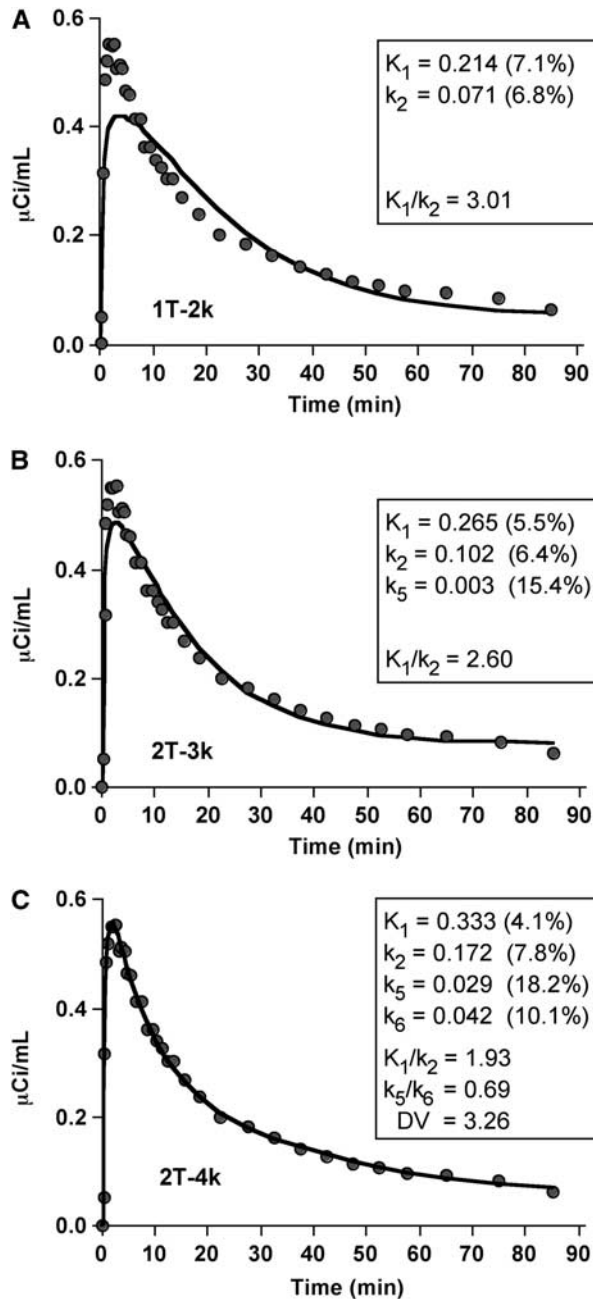 A
0.6
0.4
0.2
0.0
μCi/mL
K1 = 0.214 (7.1%)
k2 = 0.071 (6.8%)
K1/k2 = 3.01
1T-2k
0 10 20 30 40 50 60 70 80 90
Time (min)
B
0.6
0.4
0.2
0.0
μCi/mL
K1 = 0.265 (5.5%)
k2 = 0.102 (6.4%)
k5 = 0.003 (15.4%)
K1/k2 = 2.60
2T-3k
0 10 20 30 40 50 60 70 80 90
Time (min)
C
0.6
0.4
0.2
0.0
μCi/mL
K1 = 0.333 (4.1%)
k2 = 0.172 (7.8%)
k5 = 0.029 (18.2%)
k6 = 0.042 (10.1%)
K1/k2 = 1.93
k5/k6 = 0.69
DV = 3.26
2T-4k
0 10 20 30 40 50 60 70 80 90
Time (min)